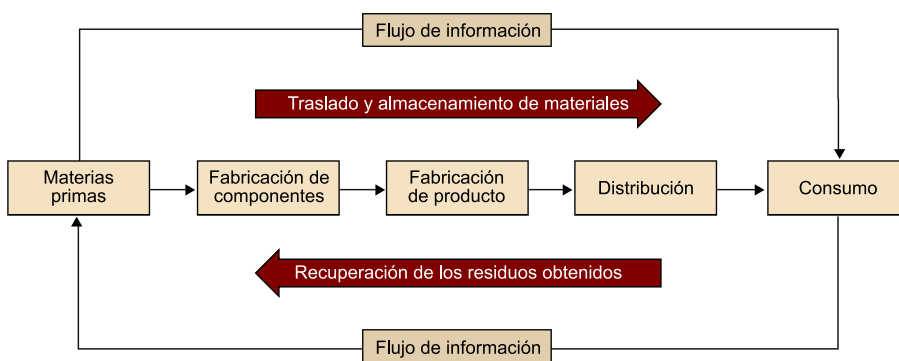 Flujo de información
Traslado y almacenamiento de materiales
Materias
primas
Fabricación de
componentes
Fabricación
de producto
Distribución
Consumo
Recuperación de los residuos obtenidos
Flujo de información